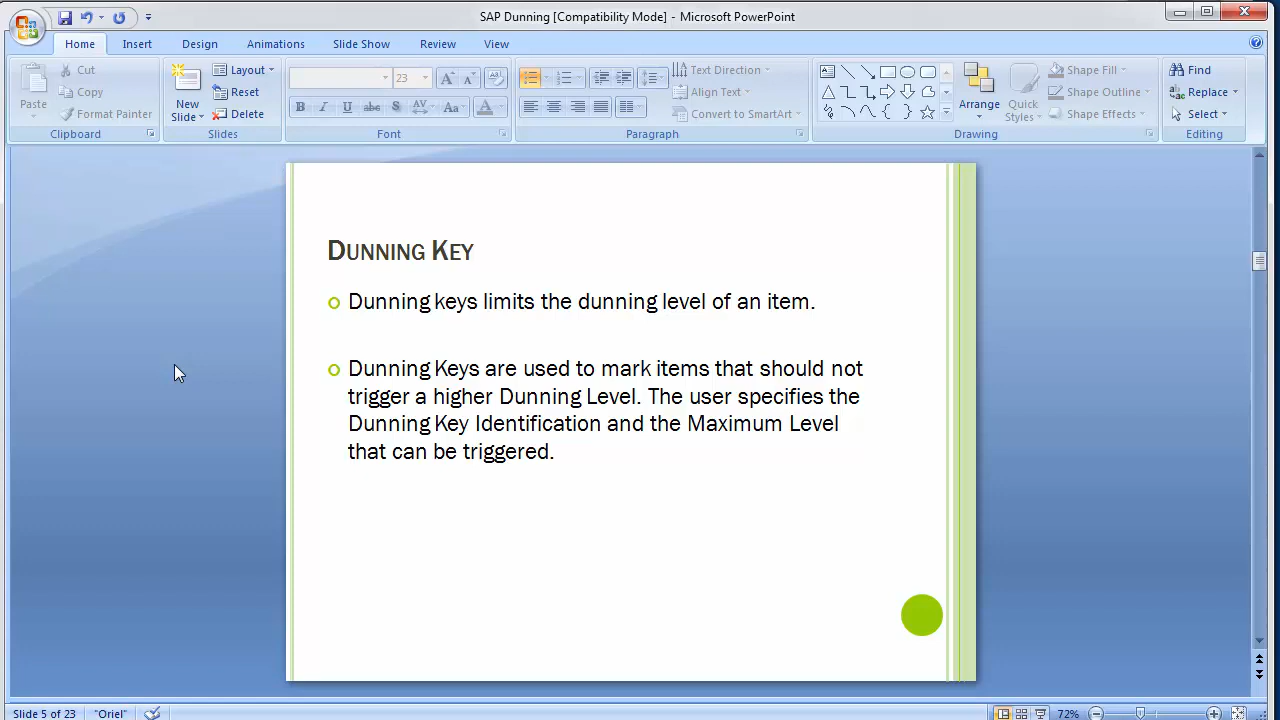 SAP Dunning [Compatibility Mode] - Microsoft PowerPoint
Home Insert Design Animations Slide Show Review View
Paste
Cut
Copy
Format Painter
Clipboard
New Slide
Layout
Reset
Delete
Slides
23
B I U abc S AV Aa A
Font
Text Direction
Align Text
Convert to SmartArt
Paragraph
Arrange
Quick Styles
Shape Fill
Shape Outline
Shape Effects
Drawing
Find
Replace
Select
Editing
DUNNING KEY
Dunning keys limits the dunning level of an item.
Dunning Keys are used to mark items that should not
trigger a higher Dunning Level. The user specifies the
Dunning Key Identification and the Maximum Level
that can be triggered.
Slide 5 of 23 "Oriel" 72%